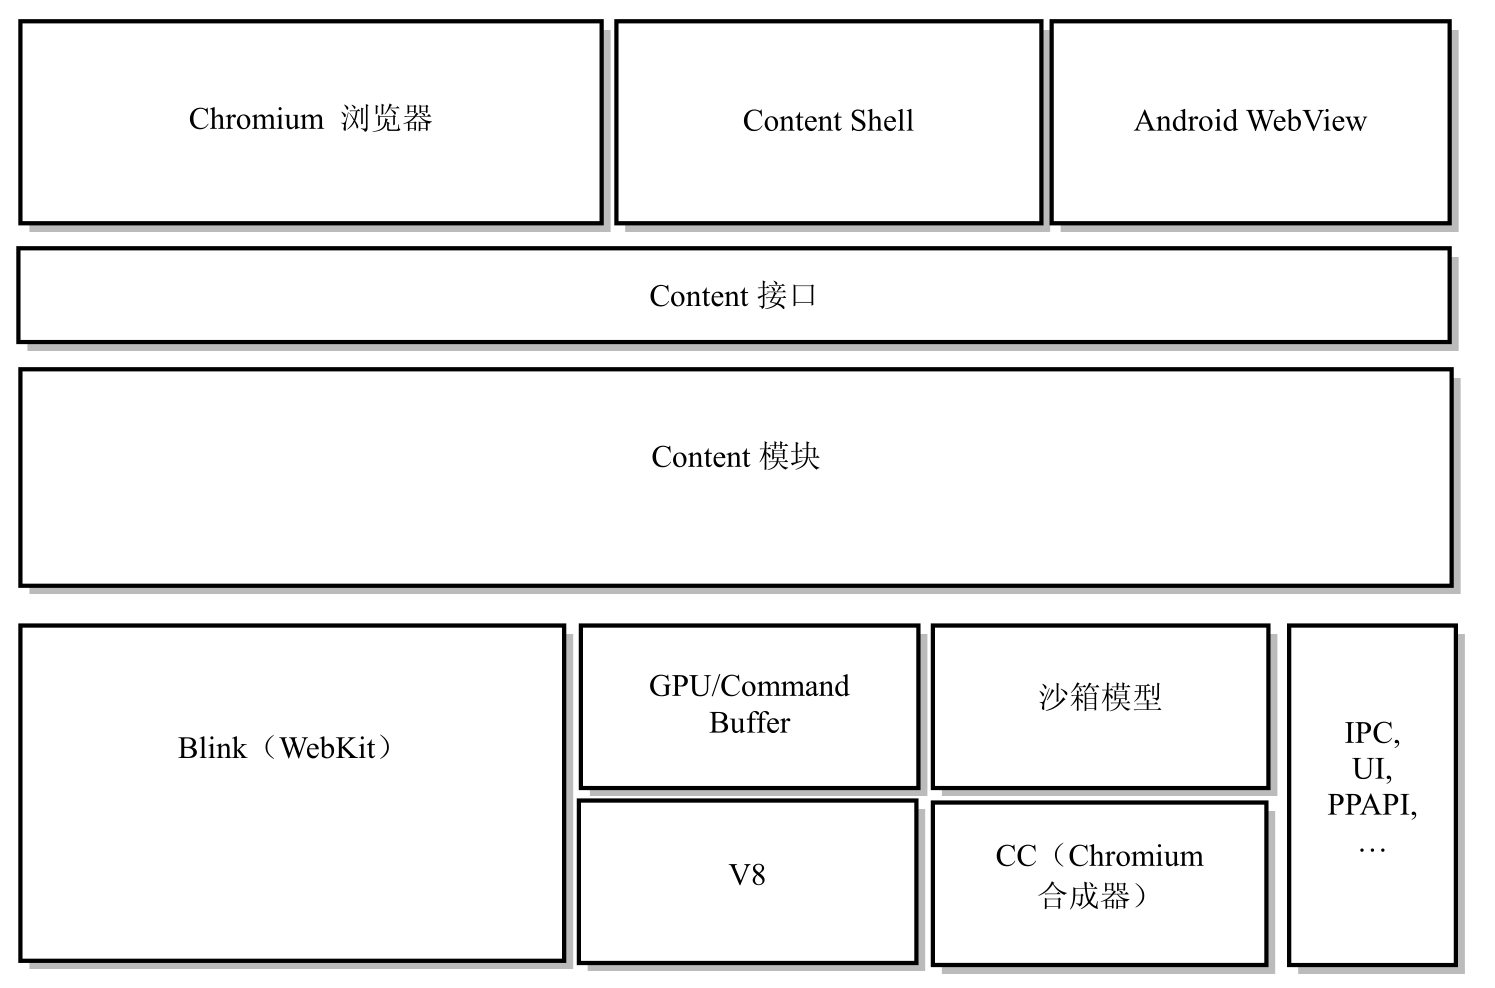 Chromium 浏览器
Content Shell
Android WebView
Content 接口
Content 模块
Blink（WebKit）
GPU/Command
Buffer
沙箱模型
V8
CC（Chromium
合成器）
IPC,
UI,
PPAPI,
…